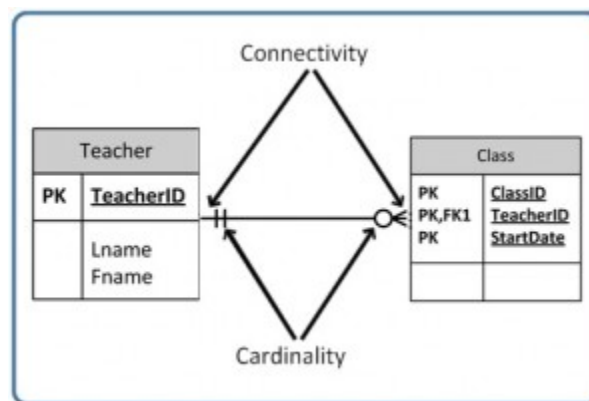 Connectivity
Teacher
PK TeacherID
Lname
Fname
Class
PK ClassID
PK,FK1 TeacherID
PK StartDate
Cardinality